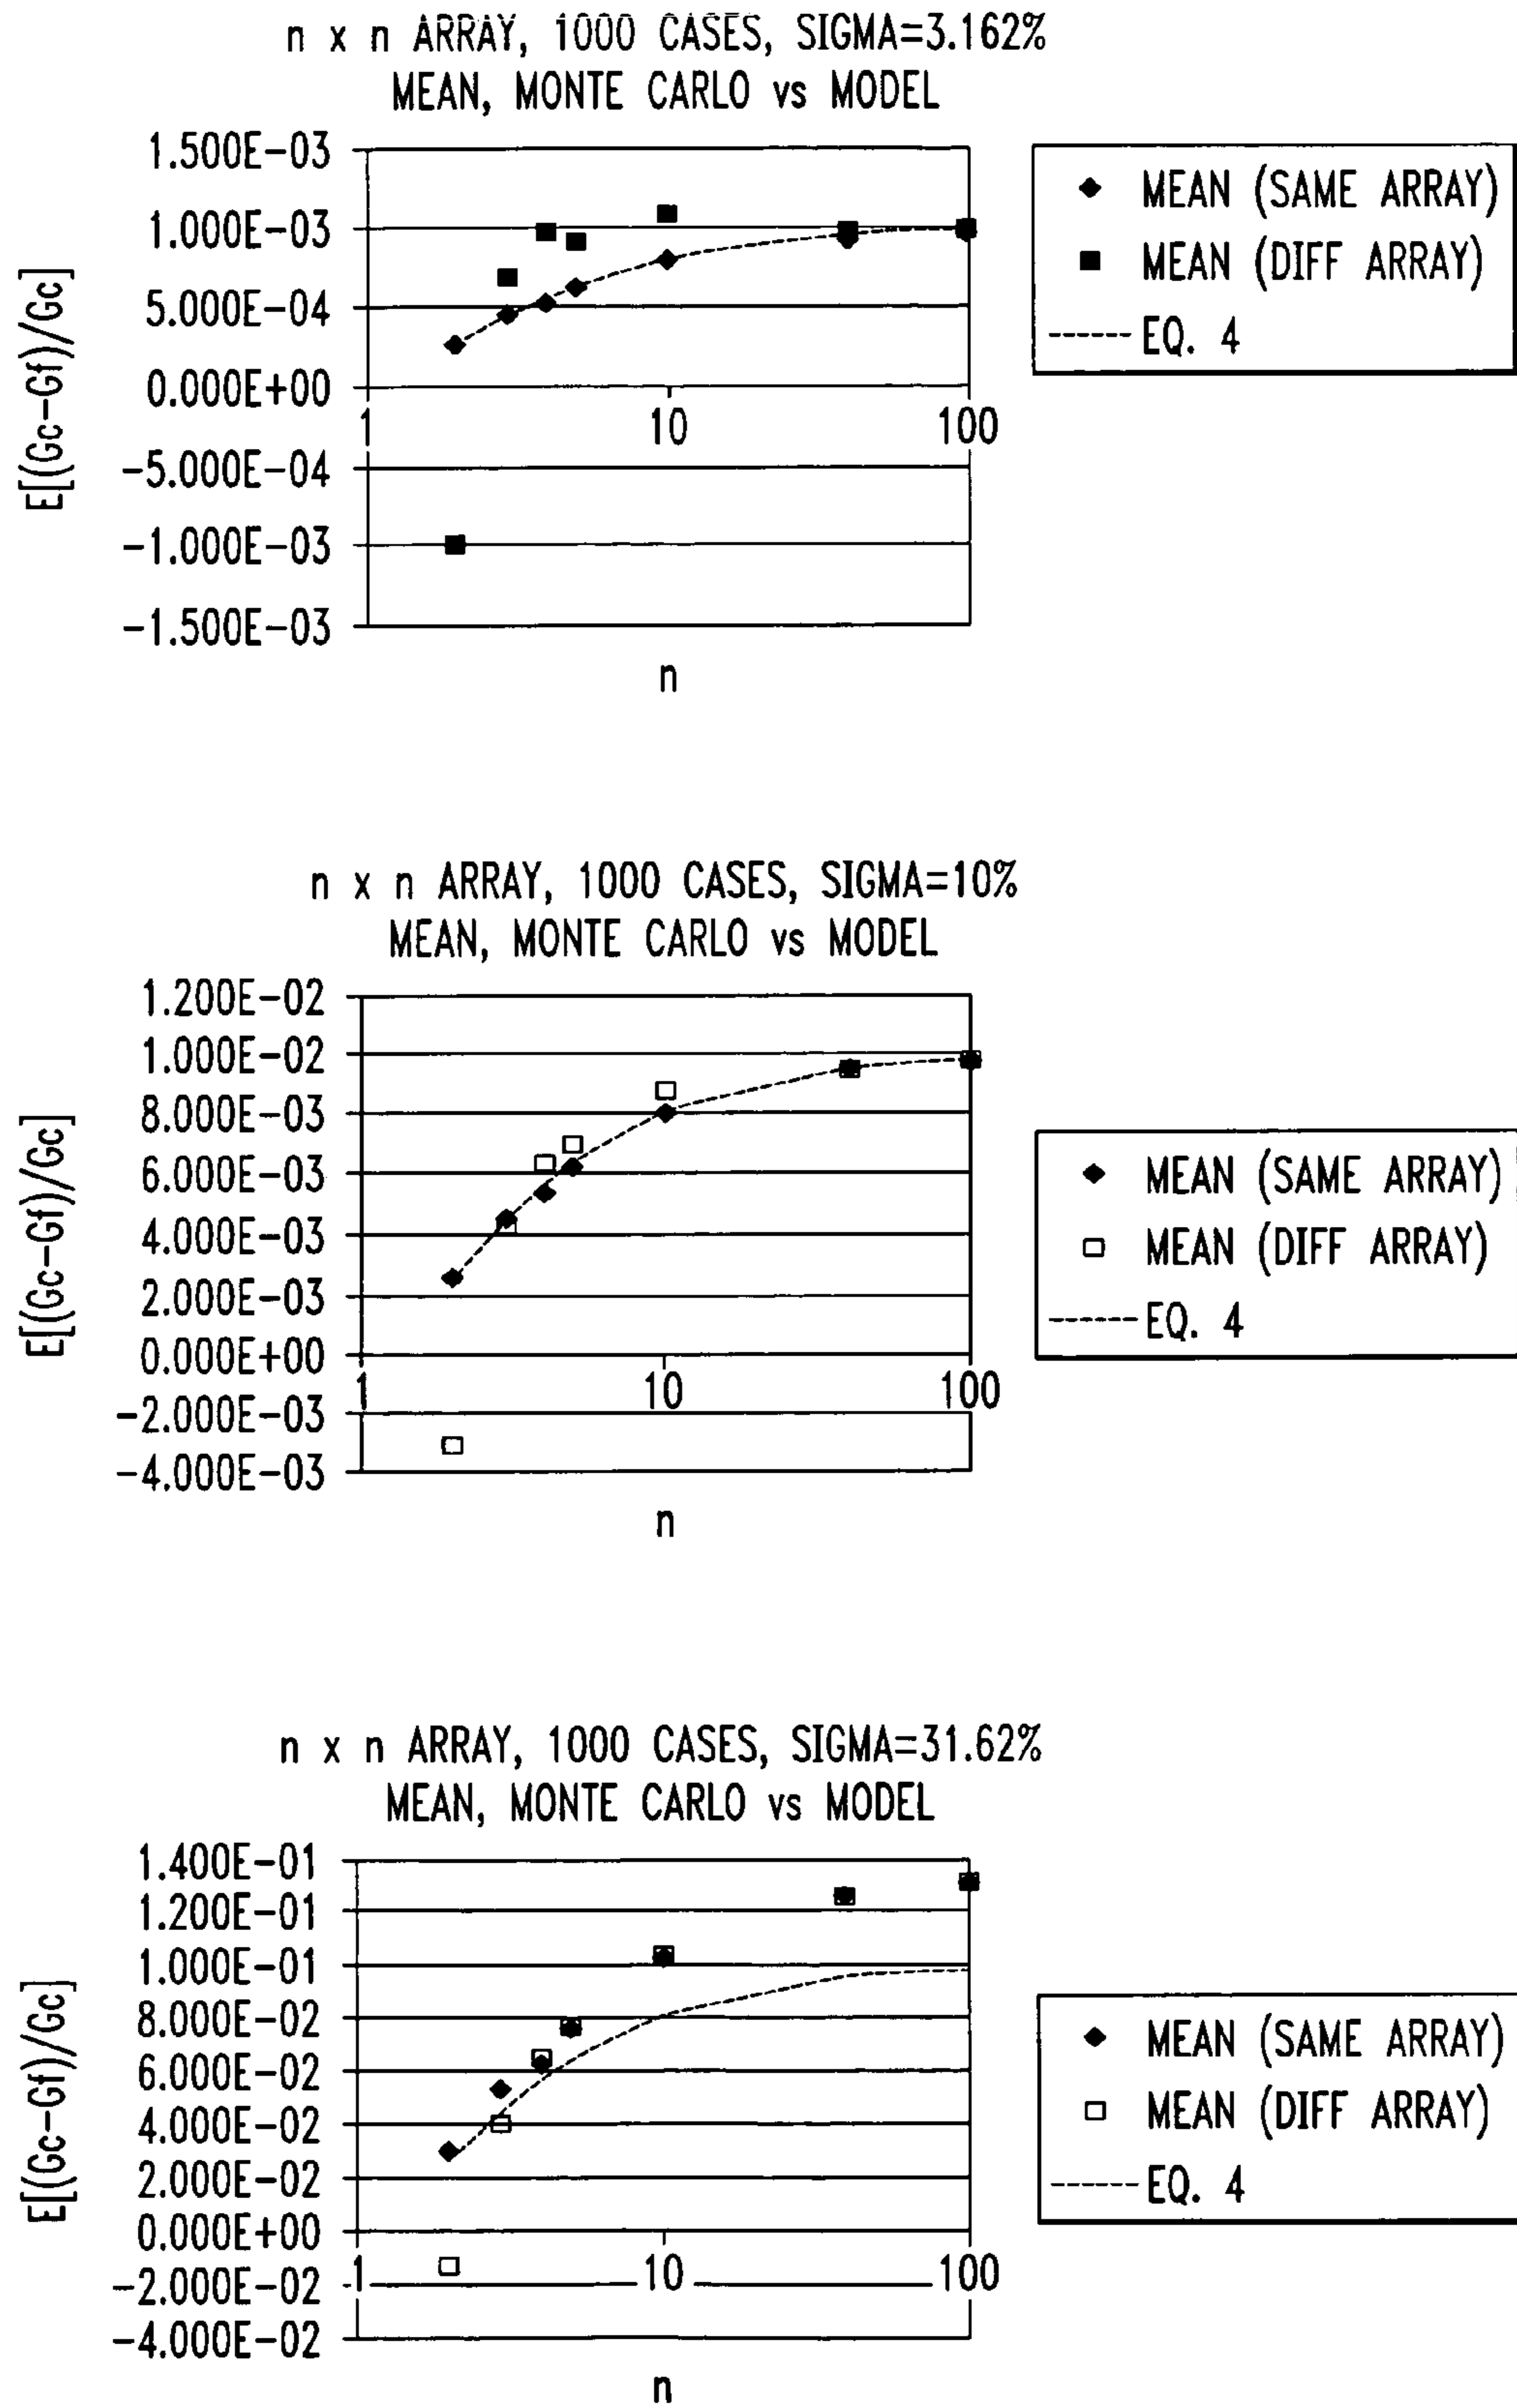 n x n ARRAY, 1000 CASES, SIGMA=3.162%
MEAN, MONTE CARLO vs MODEL
1.500E-03
1.000E-03
5.000E-04
0.000E+00
-5.000E-04
-1.000E-03
-1.500E-03
E[(Gc-Gf)/Gc]
1 10 100
n
MEAN (SAME ARRAY)
MEAN (DIFF ARRAY)
EQ. 4
n x n ARRAY, 1000 CASES, SIGMA=10%
MEAN, MONTE CARLO vs MODEL
1.200E-02
1.000E-02
8.000E-03
6.000E-03
4.000E-03
2.000E-03
0.000E+00
-2.000E-03
-4.000E-03
E[(Gc-Gf)/Gc]
1 10 100
n
MEAN (SAME ARRAY)
MEAN (DIFF ARRAY)
EQ. 4
n x n ARRAY, 1000 CASES, SIGMA=31.62%
MEAN, MONTE CARLO vs MODEL
1.400E-01
1.200E-01
1.000E-01
8.000E-02
6.000E-02
4.000E-02
2.000E-02
0.000E+00
-2.000E-02
-4.000E-02
E[(Gc-Gf)/Gc]
1 10 100
n
MEAN (SAME ARRAY)
MEAN (DIFF ARRAY)
EQ. 4